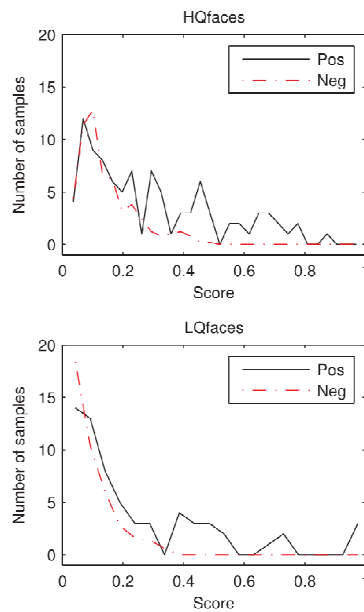 HQfaces
20
15
10
5
0
Number of samples
Pos
Neg
0 0.2 0.4 0.6 0.8
Score
LQfaces
20
15
10
5
0
Number of samples
Pos
Neg
0 0.2 0.4 0.6 0.8
Score